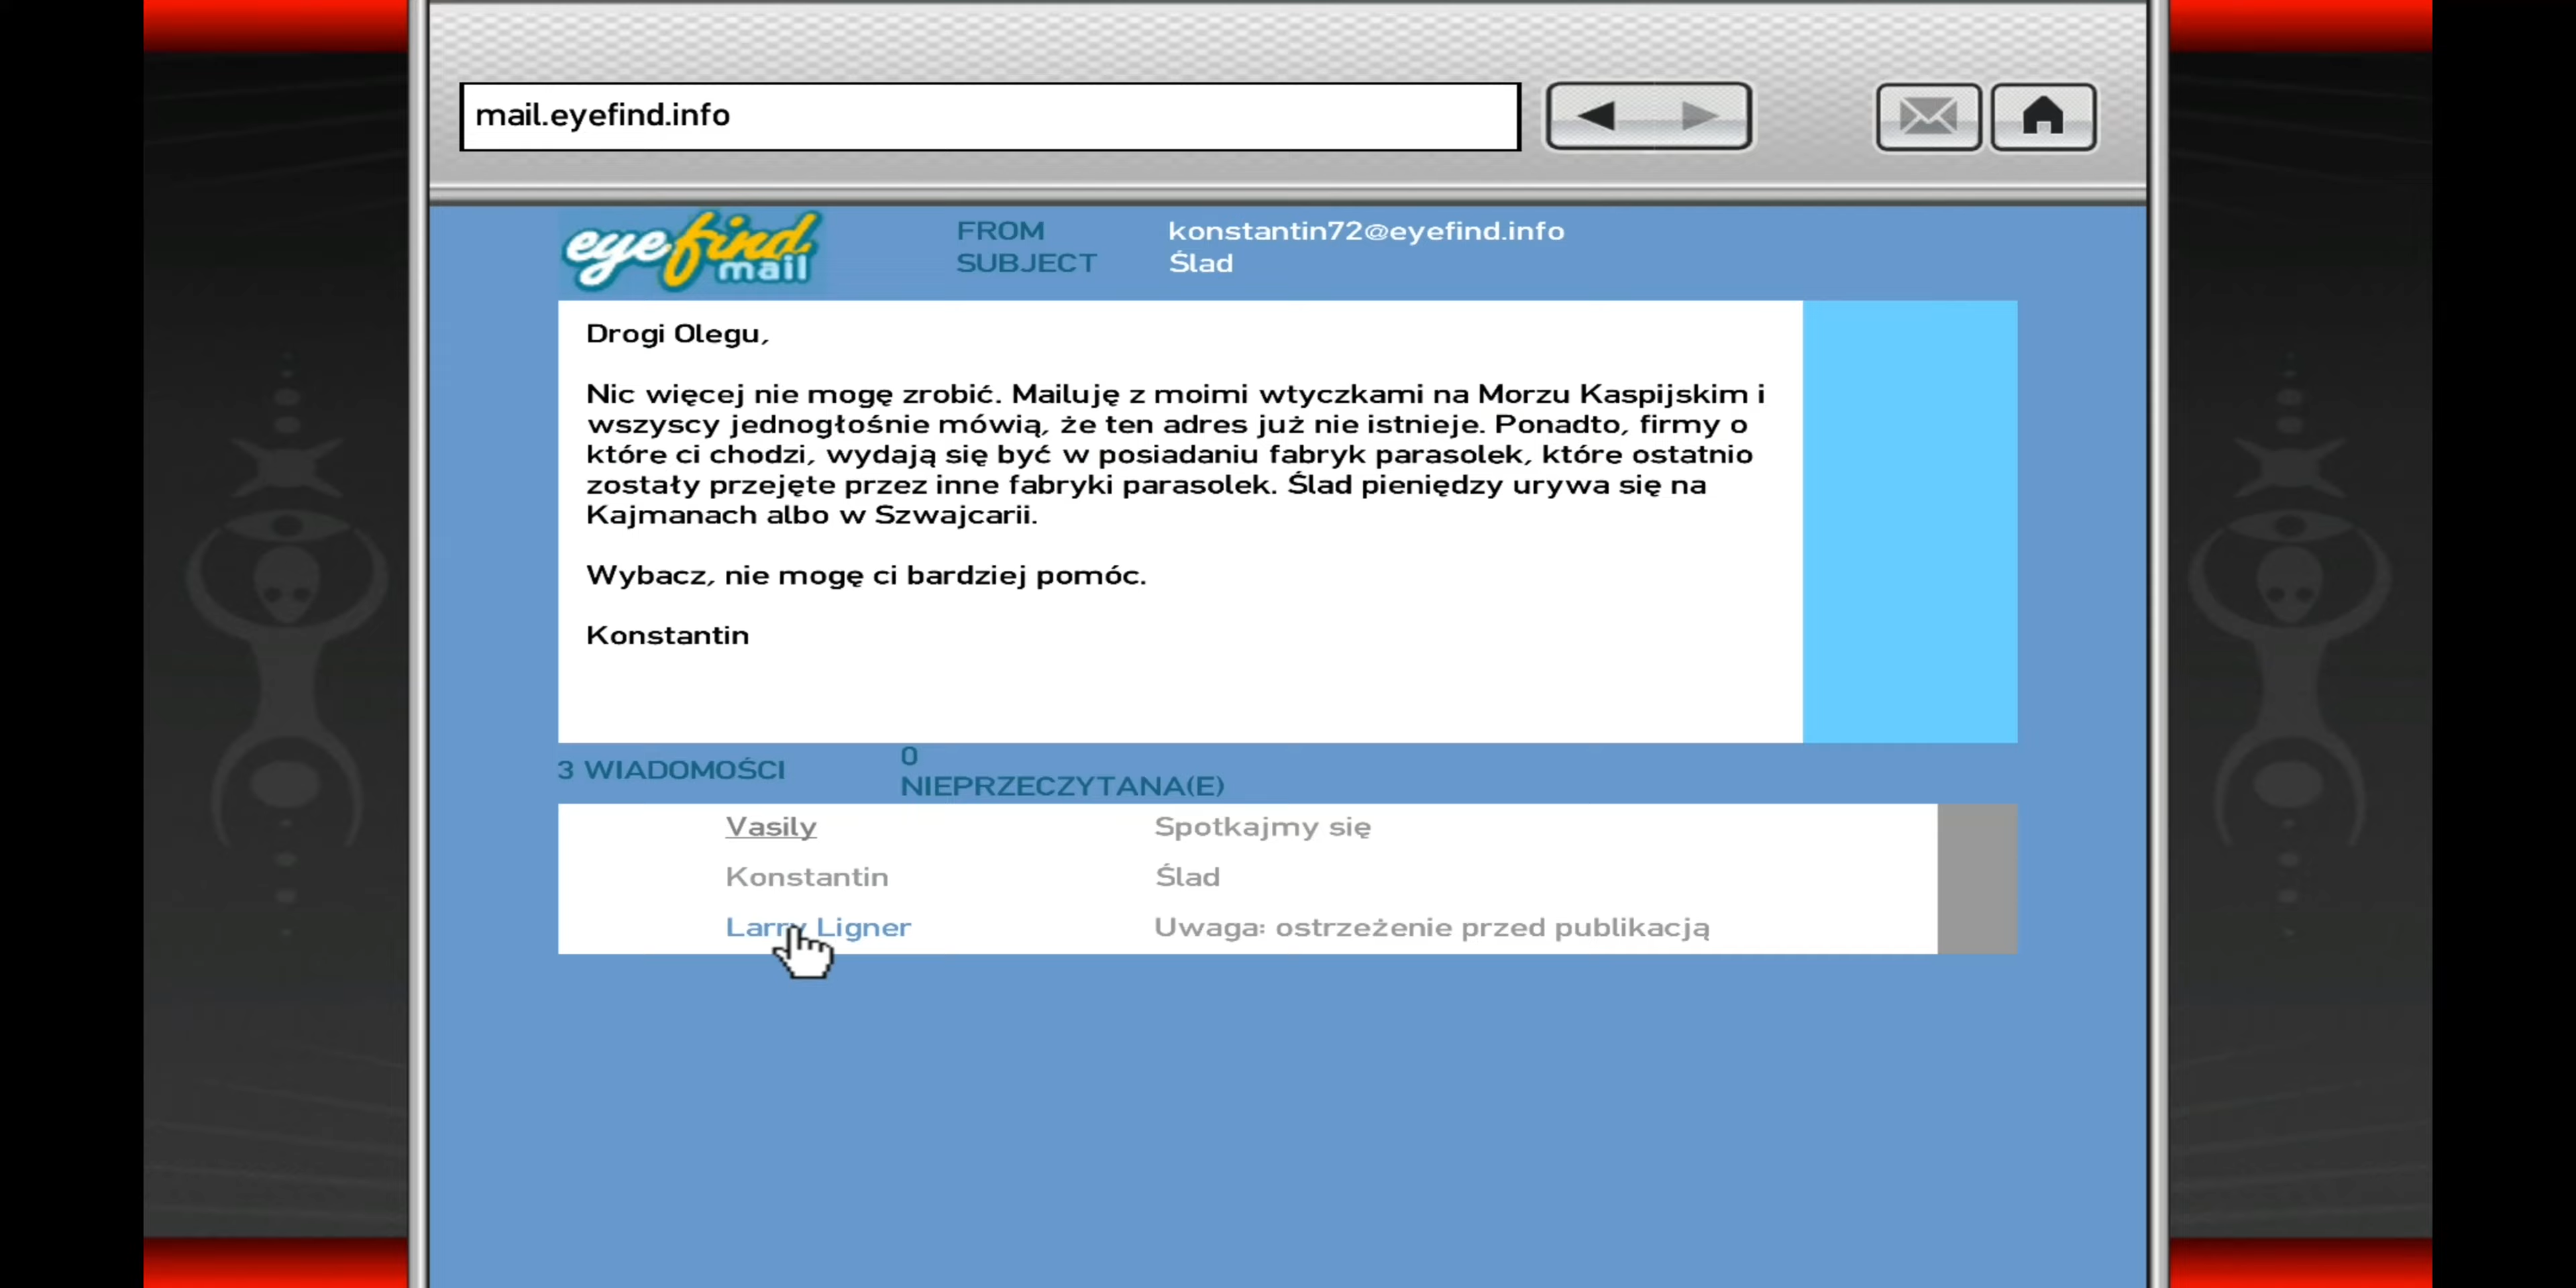 mail.eyefind.info
eyefind
mail
FROM konstantin72@eyefind.info
SUBJECT Ślad
Drogi Olegu,
Nic więcej nie mogę zrobić. Mailuję z moimi wtyczkami na Morzu Kaspijskim i
wszyscy jednogłośnie mówią, że ten adres już nie istnieje. Ponadto, firmy o
które ci chodzi, wydają się być w posiadaniu fabryk parasolek, które ostatnio
zostały przejęte przez inne fabryki parasolek. Ślad pieniędzy urywa się na
Kajmanach albo w Szwajcarii.
Wybacz, nie mogę ci bardziej pomóc.
Konstantin
3 WIADOMOŚCI
0
NIEPRZECZYTANA(E)
Vasily Spotkajmy się
Konstantin Ślad
Larry Ligner Uwaga: ostrzeżenie przed publikacją